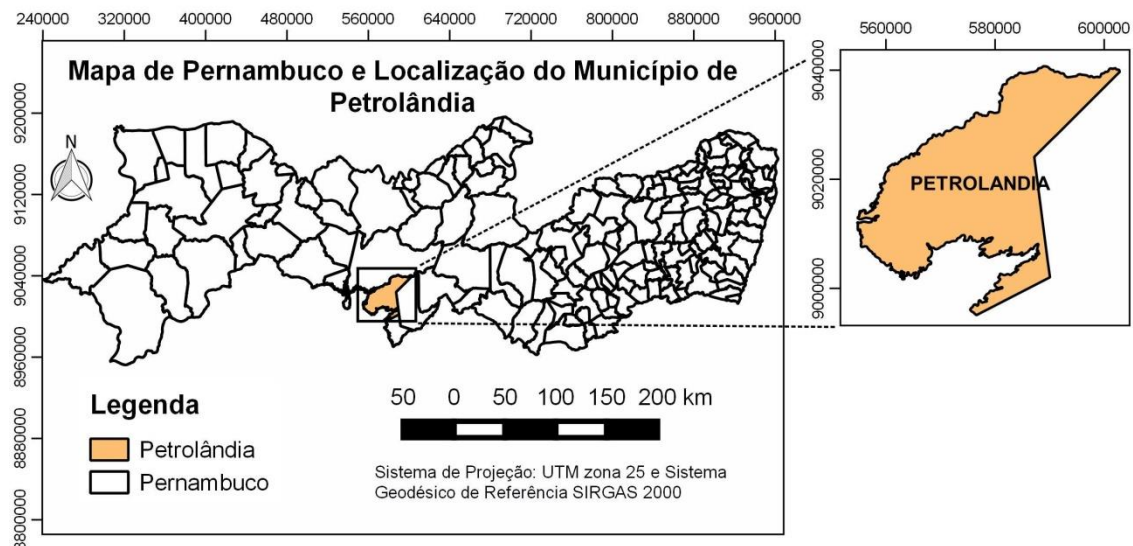 240000 320000 400000 480000 560000 640000 720000 800000 880000 960000
Mapa de Pernambuco e Localização do Município de
Petrolândia
N
9200000
9120000
9040000
8960000
8880000
8800000
Legenda
Petrolândia
Pernambuco
50 0 50 100 150 200 km
Sistema de Projeção: UTM zona 25 e Sistema
Geodésico de Referência SIRGAS 2000
560000 580000 600000
9040000
9020000
9000000
PETROLANDIA